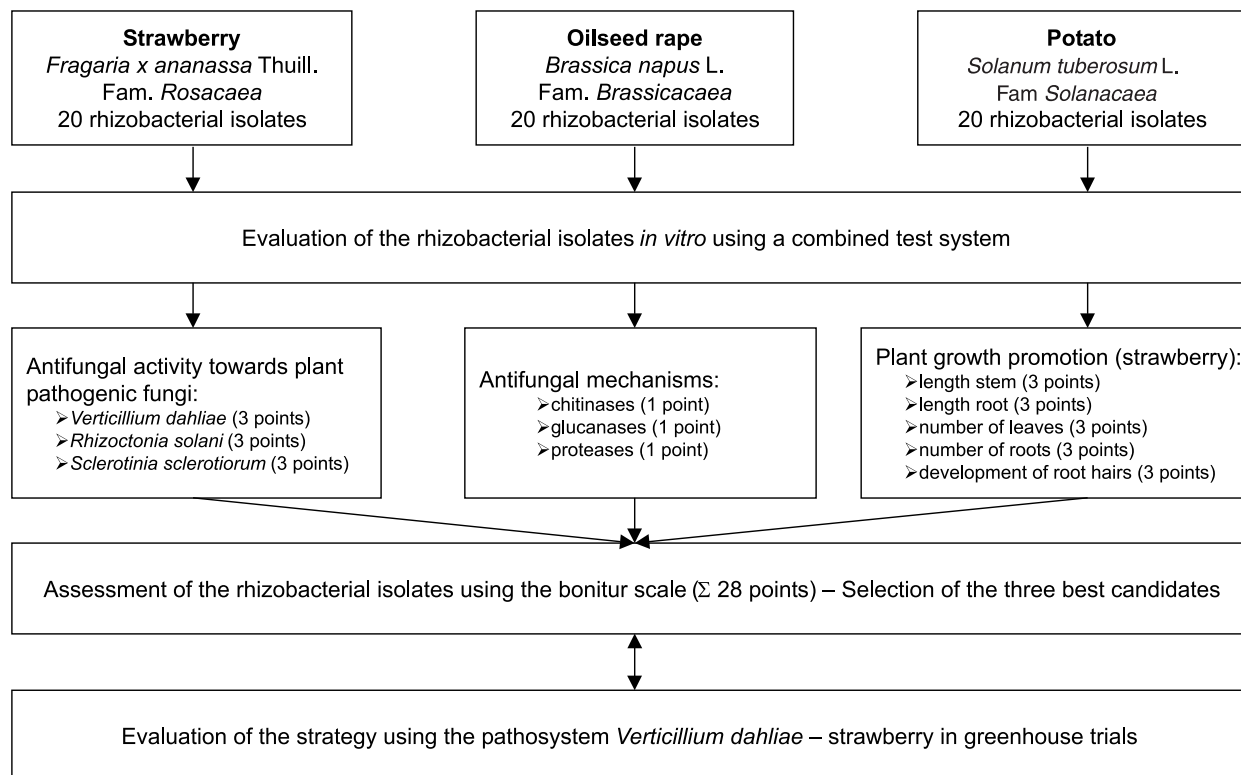 Strawberry
Fragaria x ananassa Thuill.
Fam. Rosacaea
20 rhizobacterial isolates
Oilseed rape
Brassica napus L.
Fam. Brassicacaea
20 rhizobacterial isolates
Potato
Solanum tuberosum L.
Fam Solanacaea
20 rhizobacterial isolates
Evaluation of the rhizobacterial isolates in vitro using a combined test system
Antifungal activity towards plant
pathogenic fungi:
➢Verticillium dahliae (3 points)
➢Rhizoctonia solani (3 points)
➢Sclerotinia sclerotiorum (3 points)
Antifungal mechanisms:
➢chitinases (1 point)
➢glucanases (1 point)
➢proteases (1 point)
Plant growth promotion (strawberry):
➢length stem (3 points)
➢length root (3 points)
➢number of leaves (3 points)
➢number of roots (3 points)
➢development of root hairs (3 points)
Assessment of the rhizobacterial isolates using the bonitur scale (Σ 28 points) – Selection of the three best candidates
Evaluation of the strategy using the pathosystem Verticillium dahliae – strawberry in greenhouse trials